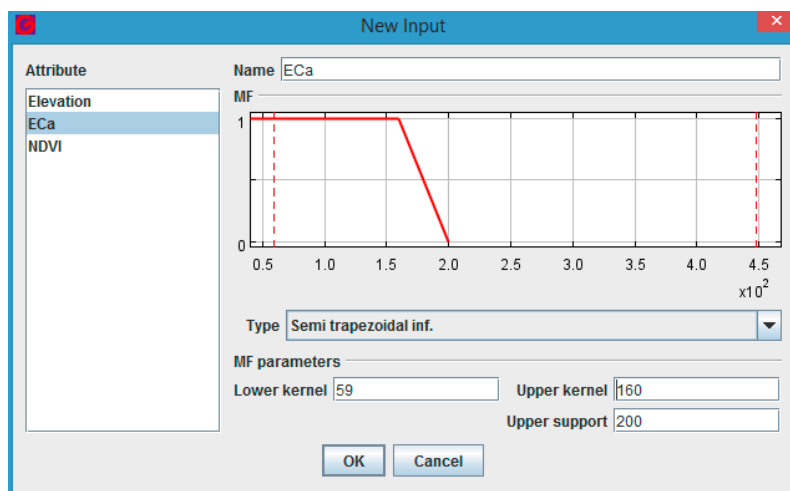 New Input
Attribute
Elevation
ECa
NDVI
Name ECa
MF
1
0
0.5 1.0 1.5 2.0 2.5 3.0 3.5 4.0 4.5
x10²
Type Semi trapezoidal inf.
MF parameters
Lower kernel 59 Upper kernel 160
Upper support 200
OK Cancel